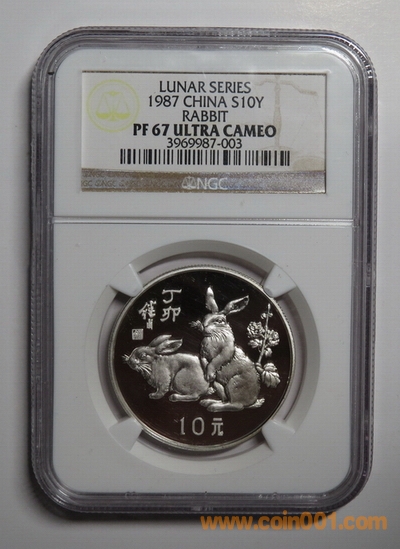 LUNAR SERIES
1987 CHINA S10Y
RABBIT
PF 67 ULTRA CAMEO
3969987-003
NGC
丁卯
10元
www.coin001.com